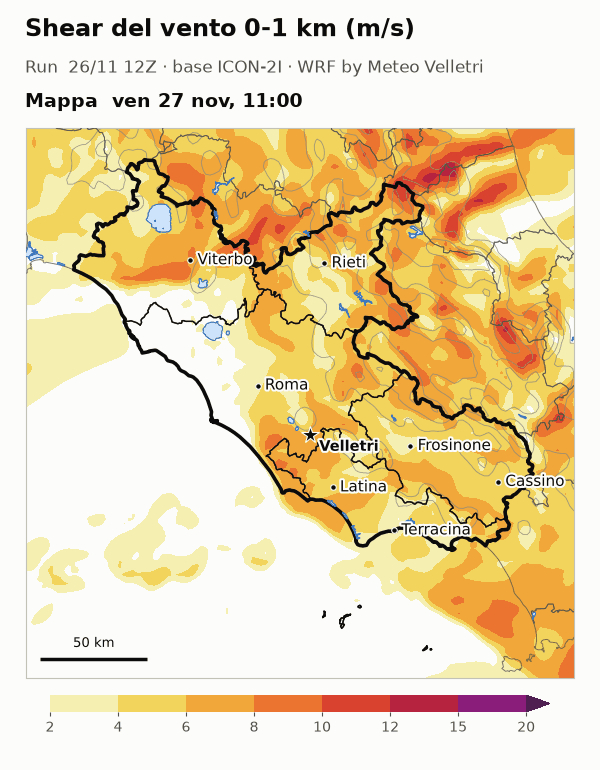 Shear del vento 0-1 km (m/s)
Run  26/11 12Z · base ICON-2I · WRF by Meteo Velletri
Mappa  ven 27 nov, 11:00
Viterbo
Rieti
Roma
Velletri
Frosinone
Latina
Cassino
Terracina
50 km
2 4 6 8 10 12 15 20